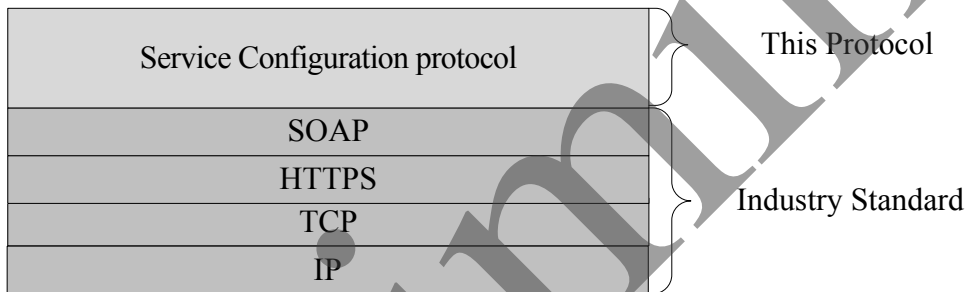 Service Configuration protocol
This Protocol
SOAP
HTTPS
TCP
IP
Industry Standard